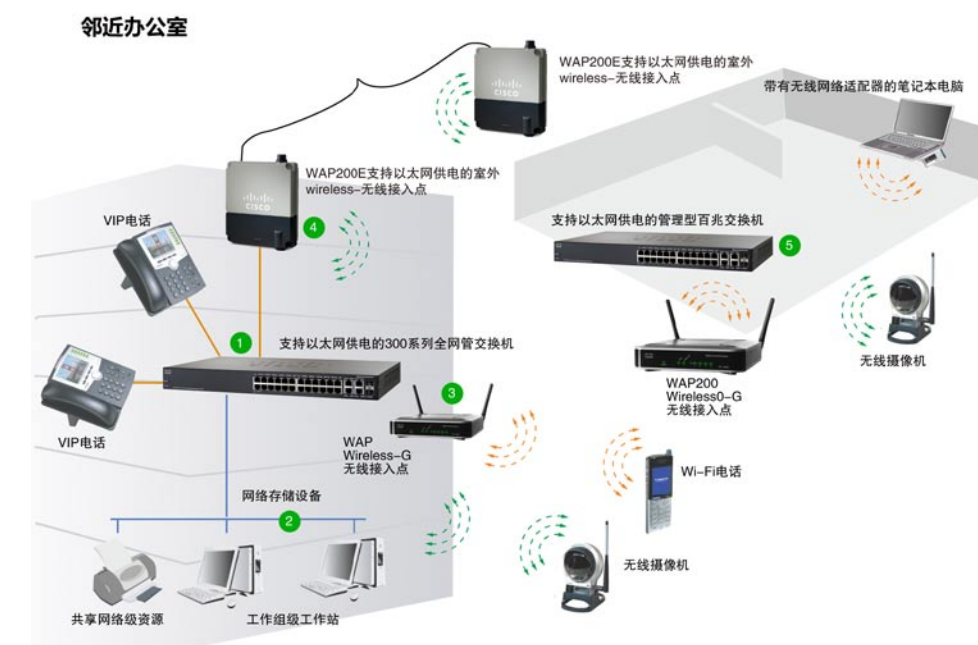 邻近办公室
WAP200E支持以太网供电的室外
wireless-无线接入点
带有无线网络适配器的笔记本电脑
CISCO
WAP200E支持以太网供电的室外
wireless-无线接入点
CISCO
4
VIP电话
支持以太网供电的管理型百兆交换机
5
1
支持以太网供电的300系列全网管交换机
无线摄像机
3
WAP200
Wireless0-G
无线接入点
VIP电话
WAP
Wireless-G
无线接入点
Wi-Fi电话
网络存储设备
2
无线摄像机
共享网络级资源
工作组级工作站